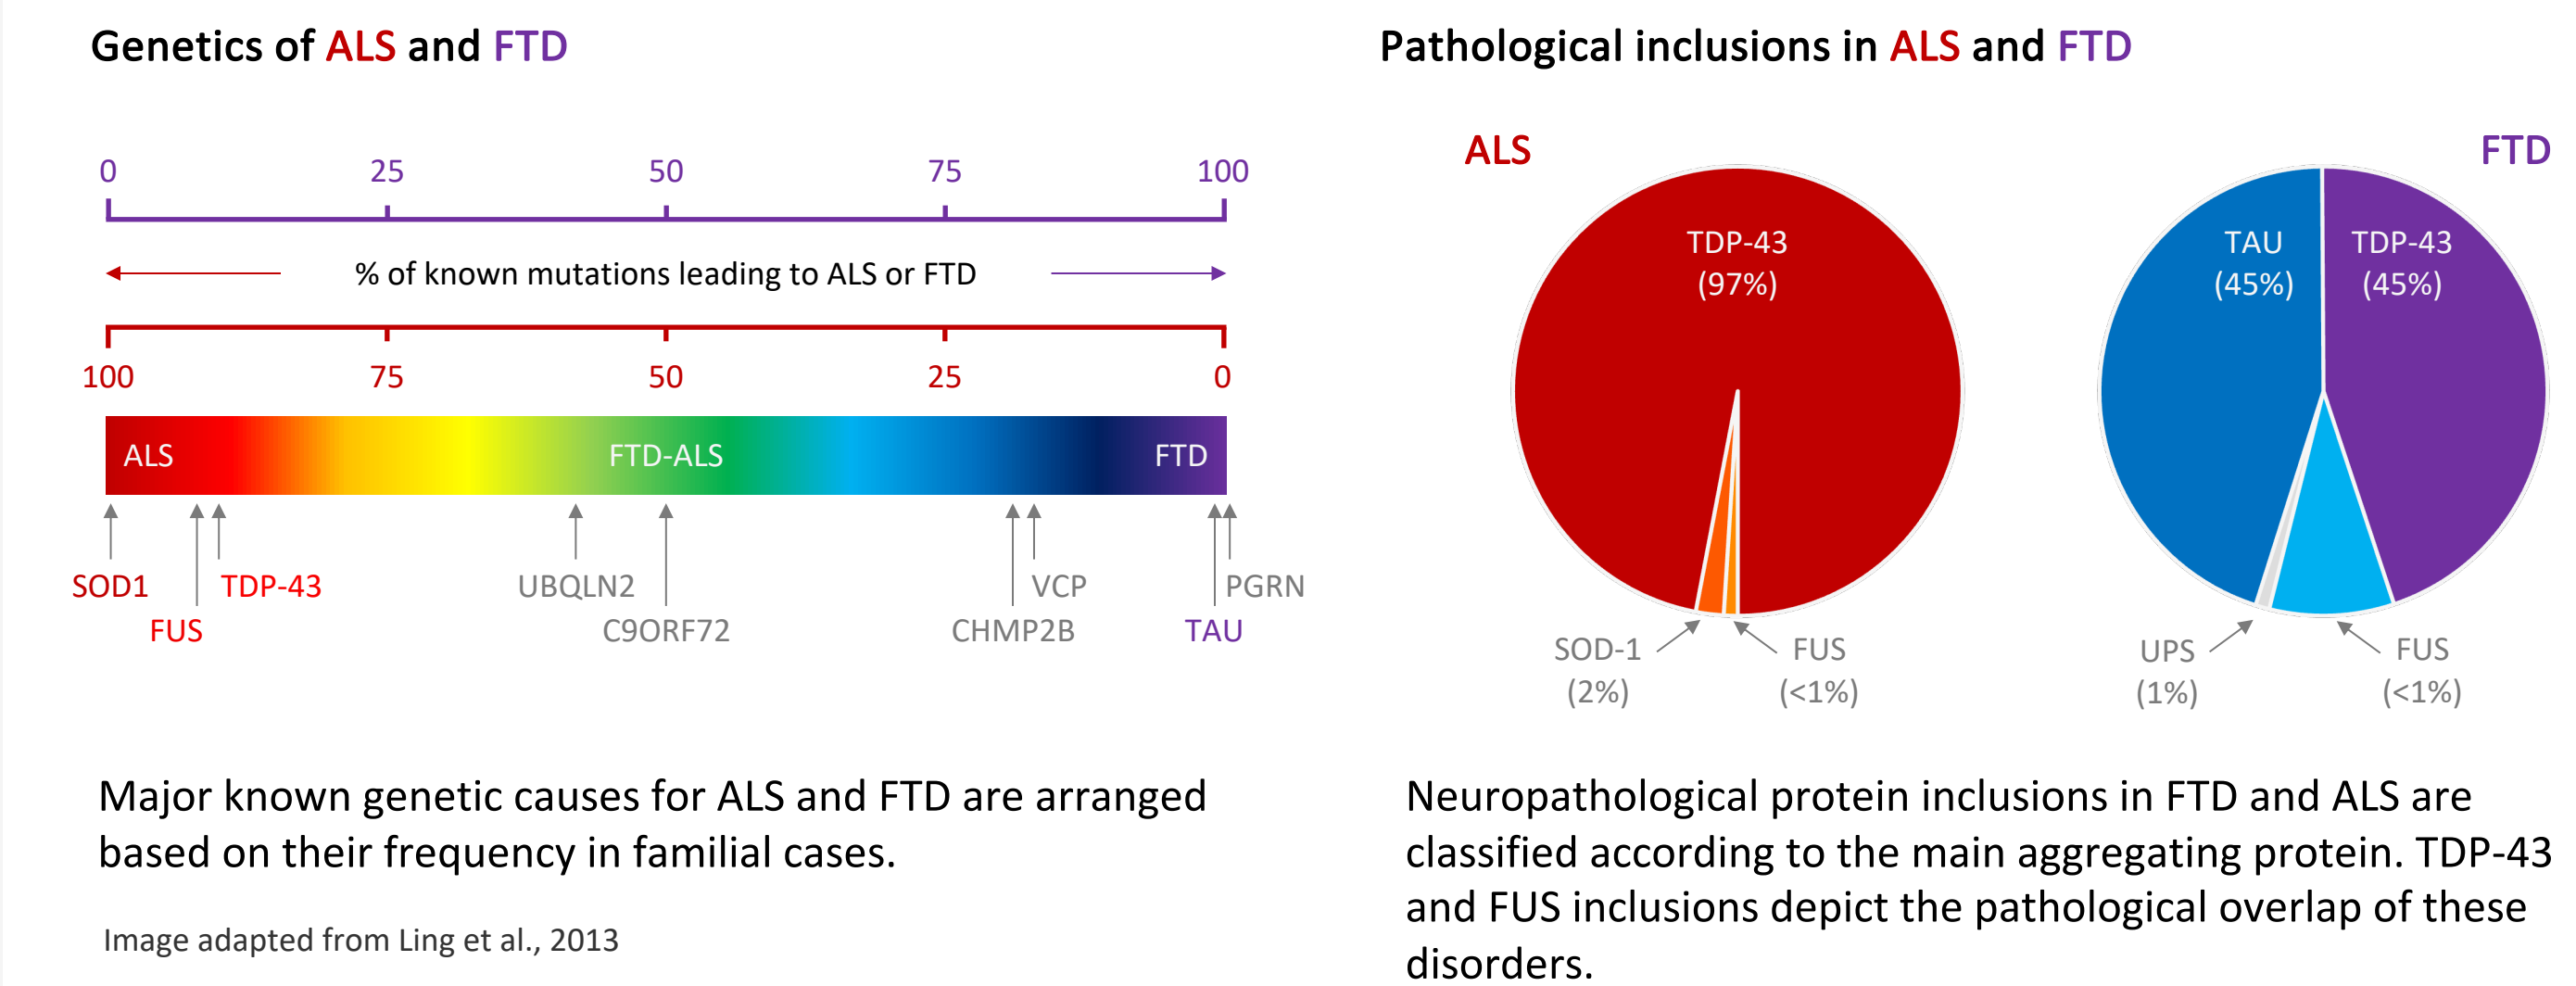 Genetics of ALS and FTD
0 25 50 75 100
% of known mutations leading to ALS or FTD
100 75 50 25 0
ALS FTD-ALS FTD
SOD1 TDP-43 UBQLN2 VCP PGRN
FUS C9ORF72 CHMP2B TAU
Major known genetic causes for ALS and FTD are arranged
based on their frequency in familial cases.
Image adapted from Ling et al., 2013
Pathological inclusions in ALS and FTD
ALS
TDP-43
(97%)
SOD-1
(2%)
FUS
(<1%)
FTD
TAU
(45%)
TDP-43
(45%)
UPS
(1%)
FUS
(<1%)
Neuropathological protein inclusions in FTD and ALS are
classified according to the main aggregating protein. TDP-43
and FUS inclusions depict the pathological overlap of these
disorders.